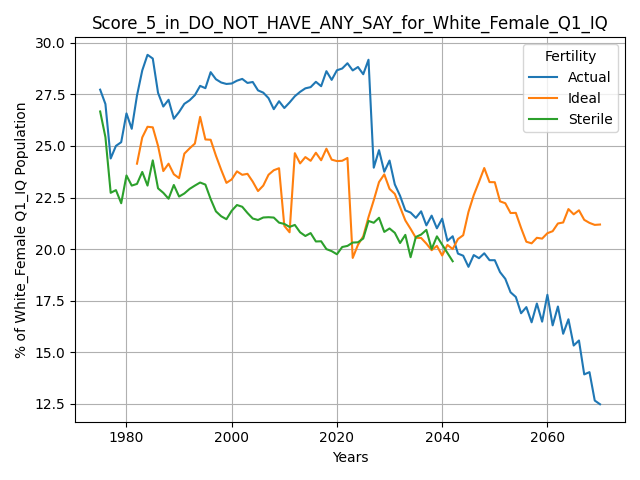 Score_5_in_DO_NOT_HAVE_ANY_SAY_for_White_Female_Q1_IQ
% of White_Female Q1_IQ Population
30.0
27.5
25.0
22.5
20.0
17.5
15.0
12.5
Fertility
Actual
Ideal
Sterile
1980
2000
2020
2040
2060
Years